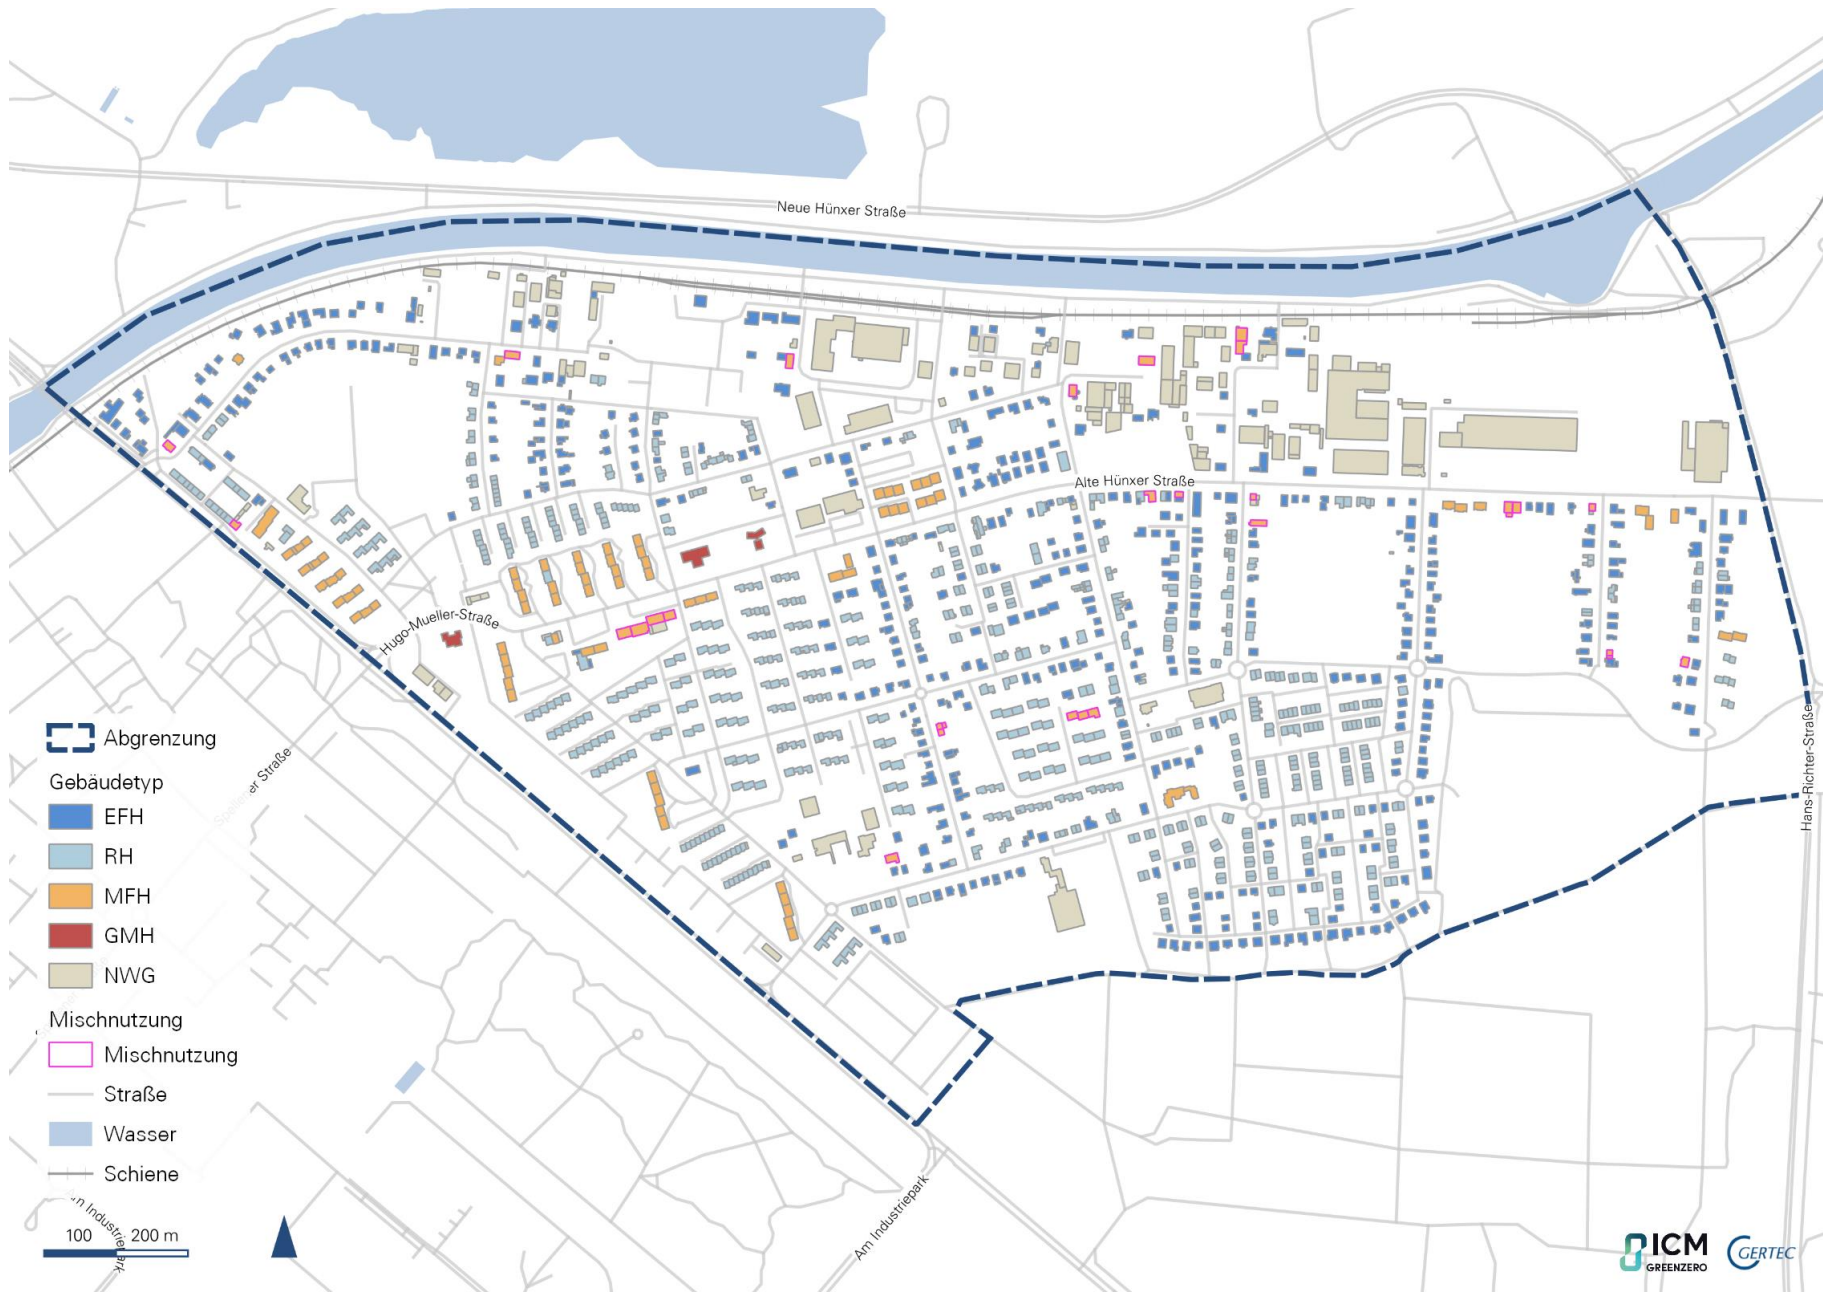 Neue Hünxer Straße
Alte Hünxer Straße
Hugo-Mueller-Straße
Hans-Richter-Straße
Am Industriepark
Abgrenzung
Gebäudetyp
EFH
RH
MFH
GMH
NWG
Mischnutzung
Mischnutzung
Straße
Wasser
Schiene
100 200 m
ICM
GREENZERO
GERTEC